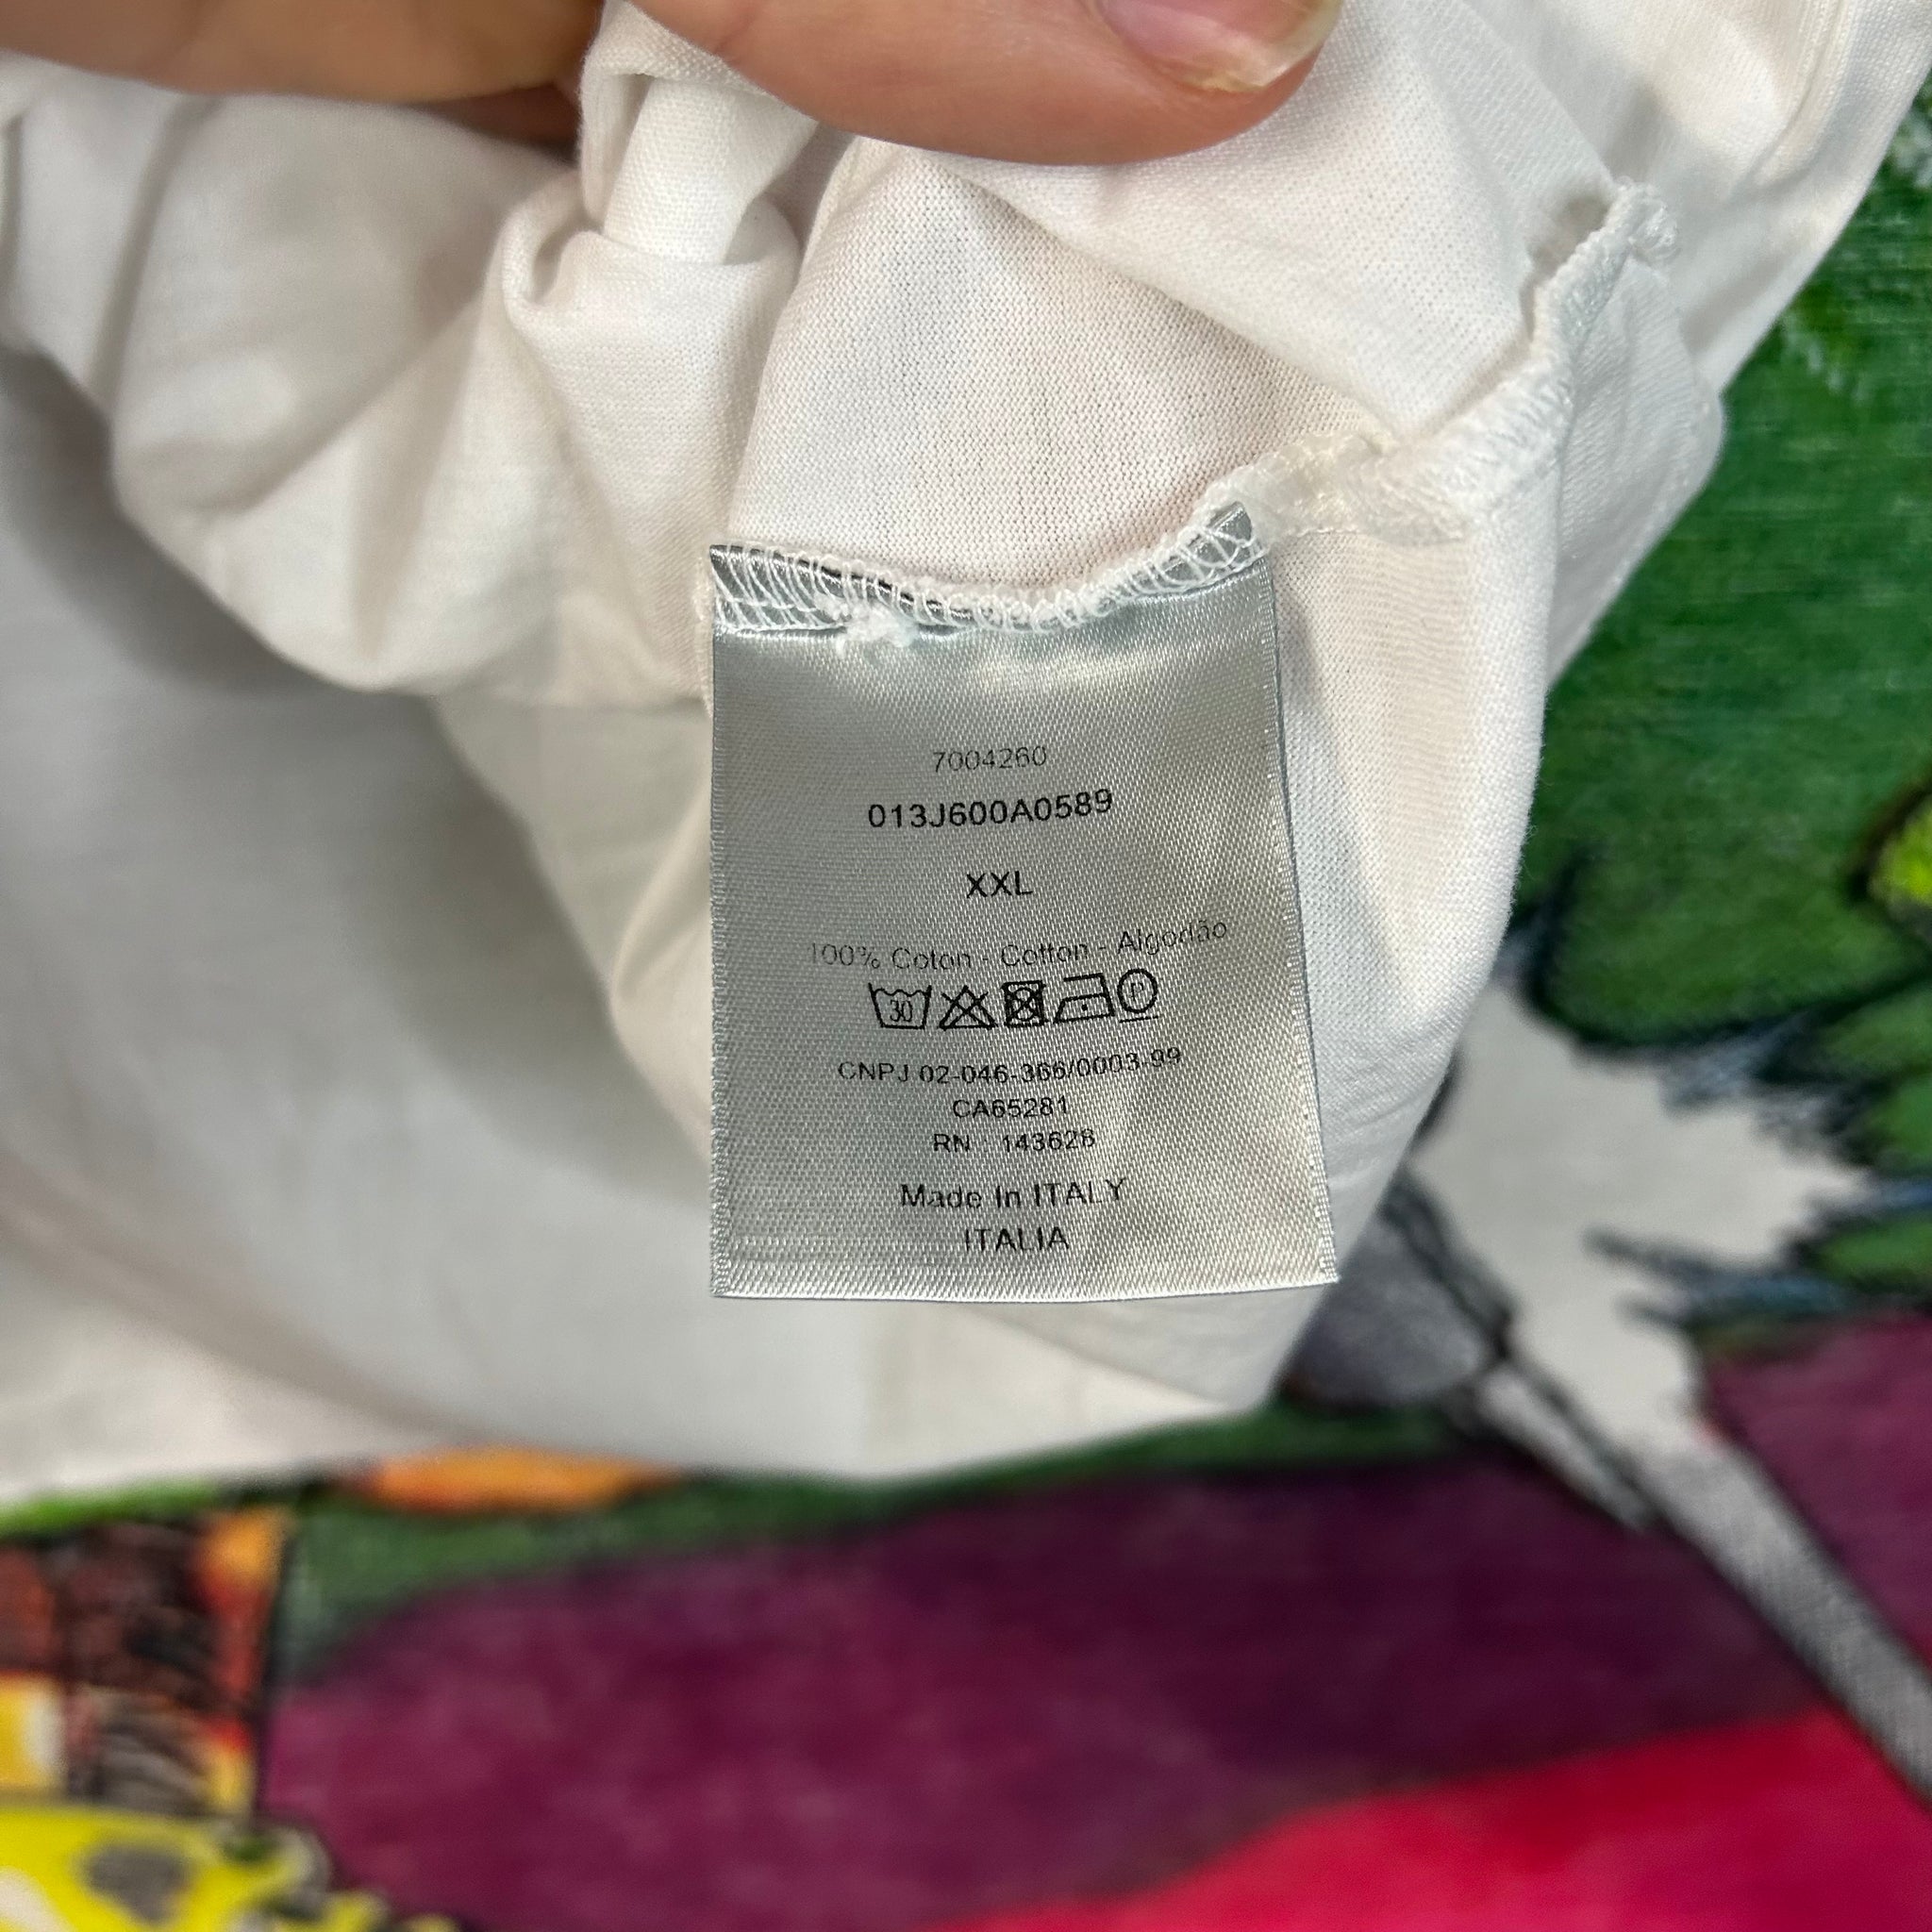 7004260
013J600A0589
XXL
100% Coton - Cotton - Algodão
30 P
CNPJ 02-046-366/0003-99
CA65281
RN : 143628
Made In ITALY
ITALIA